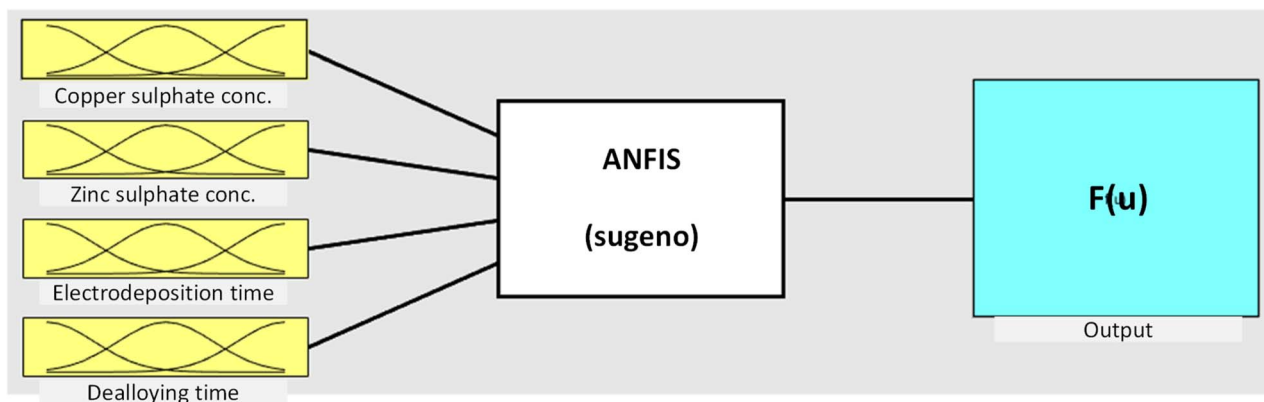 Copper sulphate conc.
Zinc sulphate conc.
Electrodeposition time
Dealloying time
ANFIS
(sugeno)
F(u)
Output